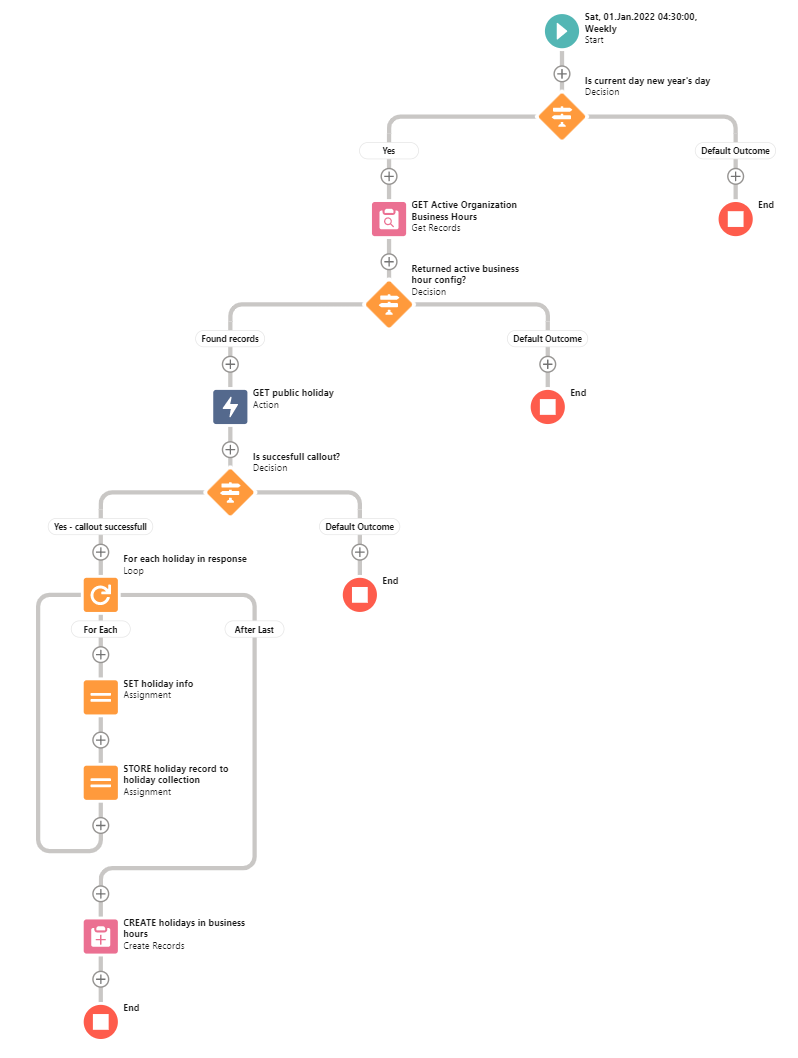 Sat, 01.Jan.2022 04:30:00,
Weekly
Start
Is current day new year's day
Decision
Yes
Default Outcome
GET Active Organization
Business Hours
Get Records
End
Returned active business
hour config?
Decision
Found records
Default Outcome
GET public holiday
Action
End
Is succesfull callout?
Decision
Yes - callout successfull
Default Outcome
For each holiday in response
Loop
End
For Each
After Last
SET holiday info
Assignment
STORE holiday record to
holiday collection
Assignment
CREATE holidays in business
hours
Create Records
End